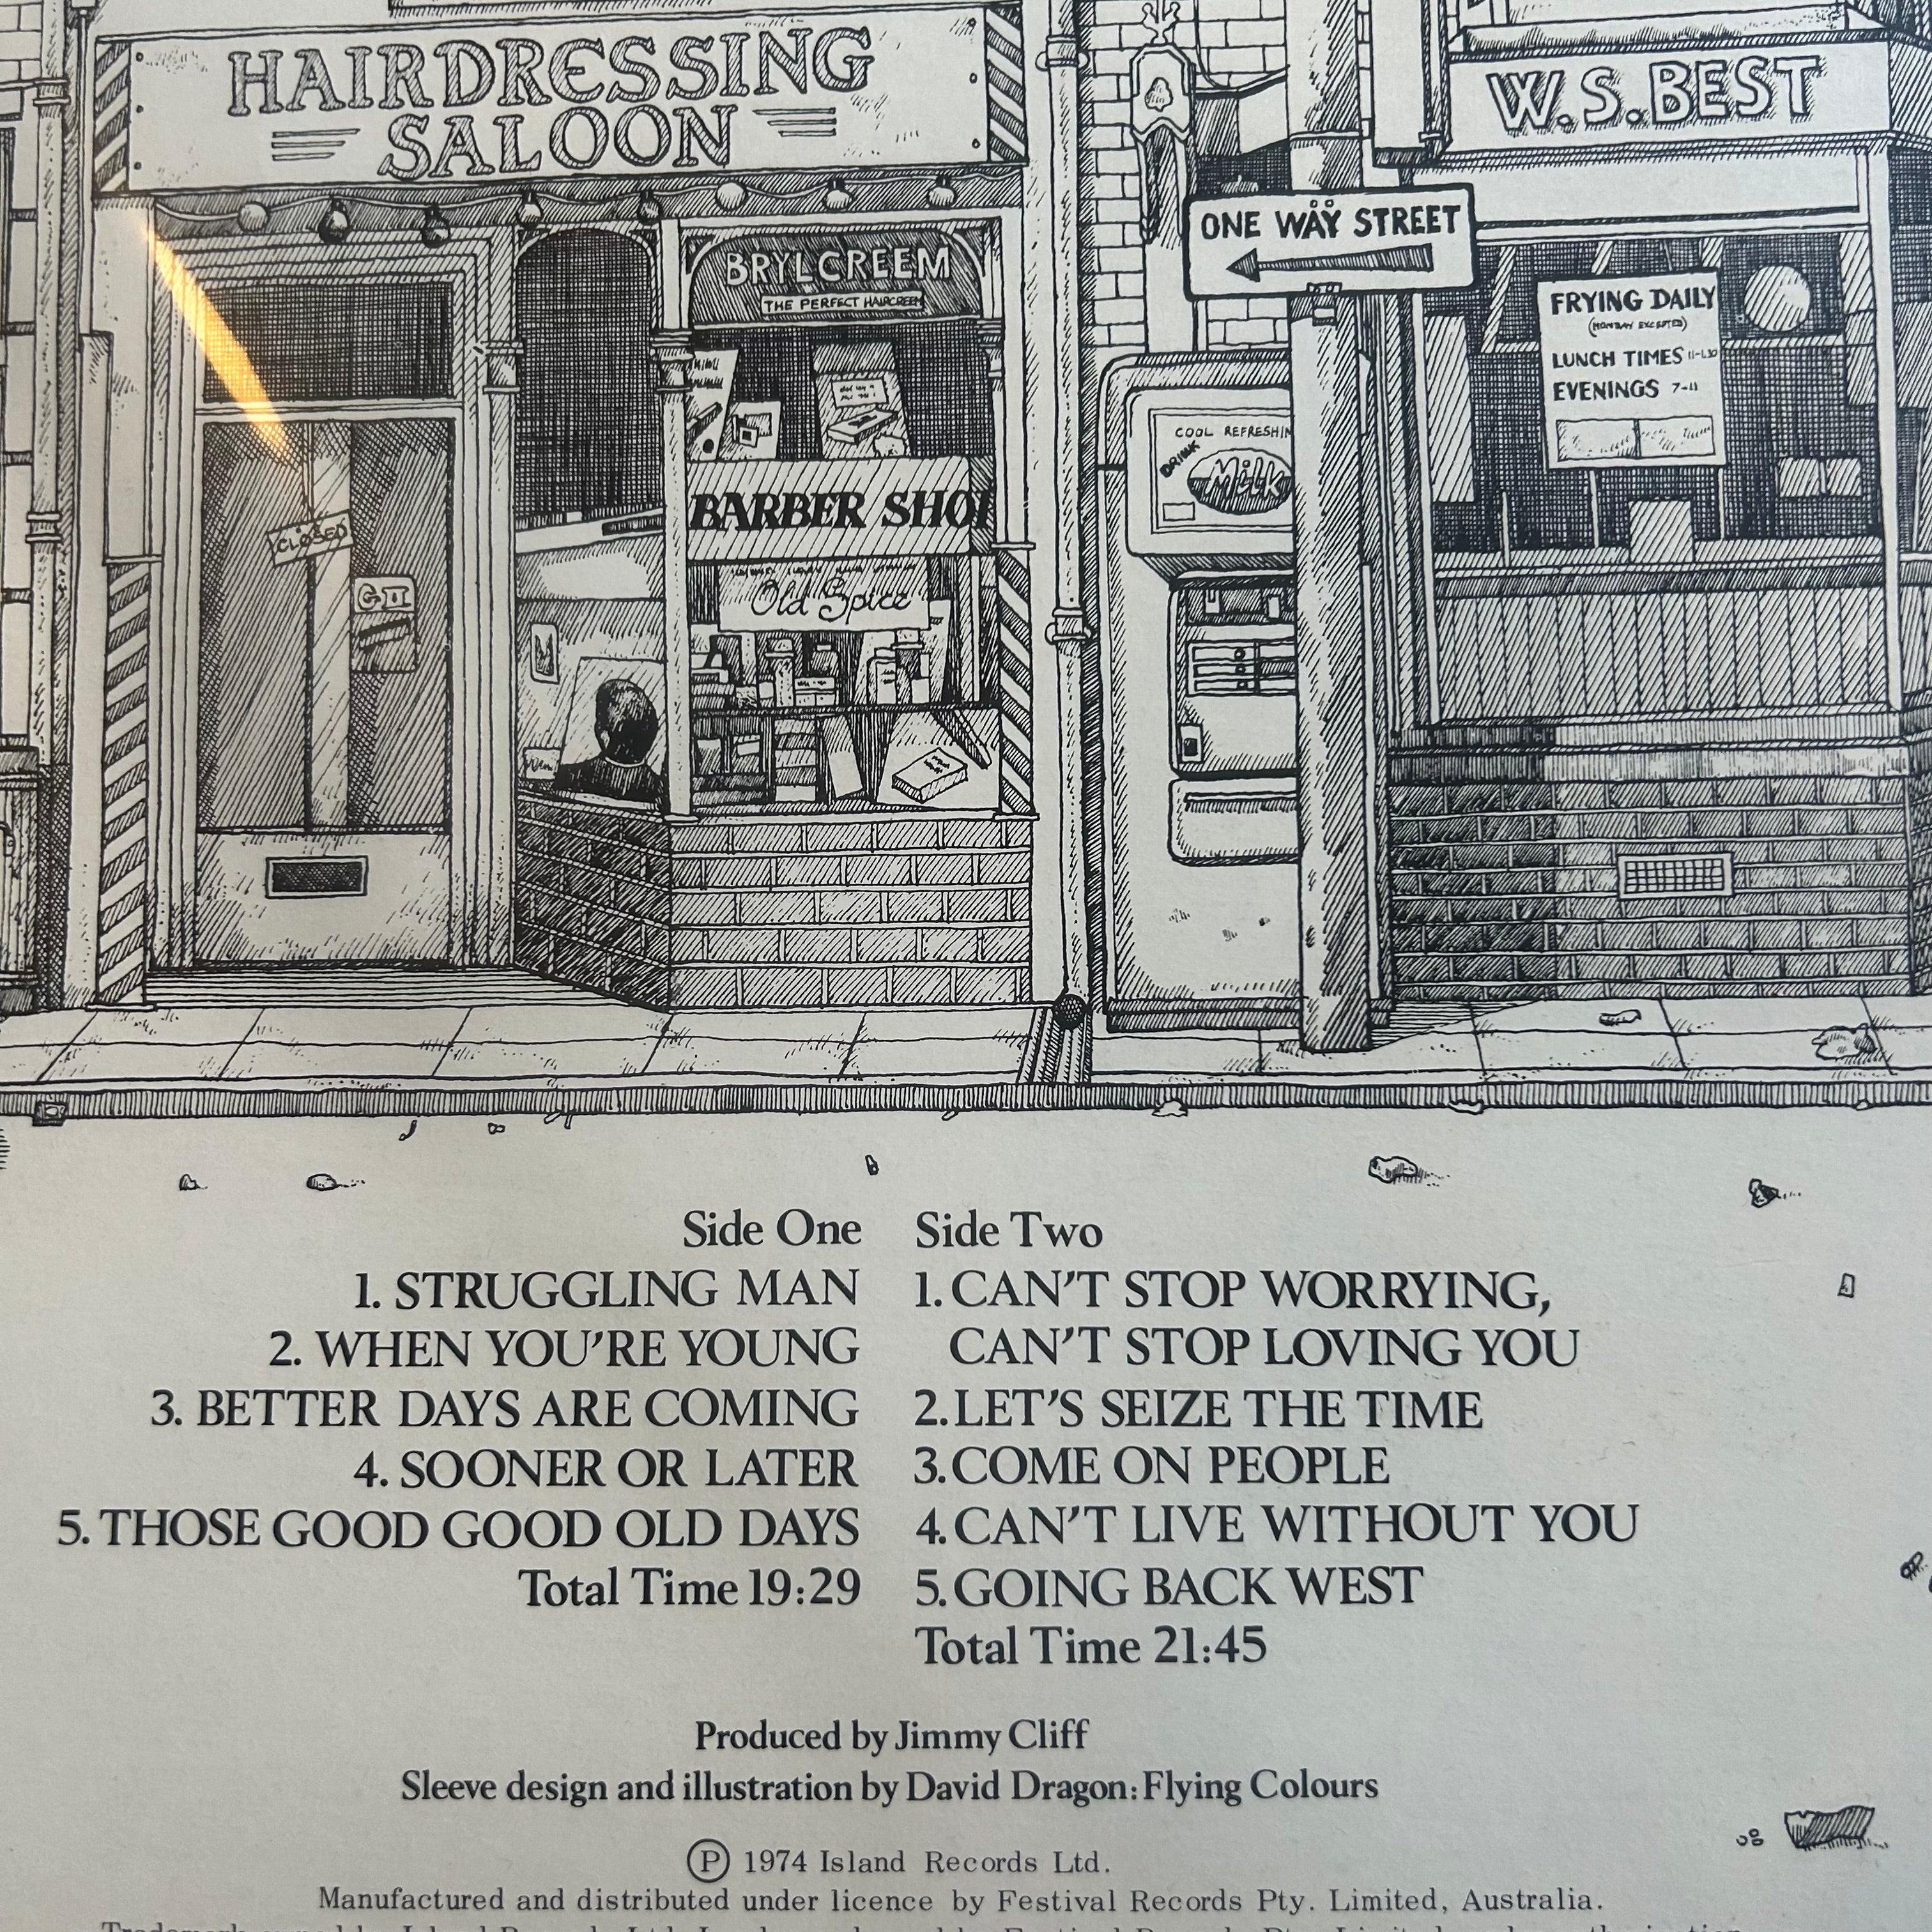 HAIRDRESSING
SALOON
W.S.BEST
ONE WAY STREET
BRYLCREEM
THE PERFECT HAIRCREEM
FRYING DAILY
(MONDAY EXCEPTED)
LUNCH TIMES 11-1.30
EVENINGS 7-11
COOL REFRESHIN
DRINK
Milk
BARBER SHO
CLOSED
Old Spice
Side One
1. STRUGGLING MAN
2. WHEN YOU'RE YOUNG
3. BETTER DAYS ARE COMING
4. SOONER OR LATER
5. THOSE GOOD GOOD OLD DAYS
Total Time 19:29
Side Two
1. CAN'T STOP WORRYING,
CAN'T STOP LOVING YOU
2. LET'S SEIZE THE TIME
3. COME ON PEOPLE
4. CAN'T LIVE WITHOUT YOU
5. GOING BACK WEST
Total Time 21:45
Produced by Jimmy Cliff
Sleeve design and illustration by David Dragon: Flying Colours
Ⓟ 1974 Island Records Ltd.
Manufactured and distributed under licence by Festival Records Pty. Limited, Australia.